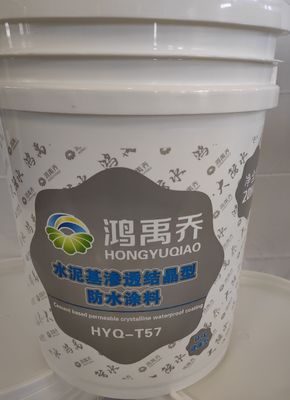 鸿禹乔
HONGYUQIAO
水泥基渗透结晶型
防水涂料
Cement based permeable crystalline waterproof coating
HYQ-T57